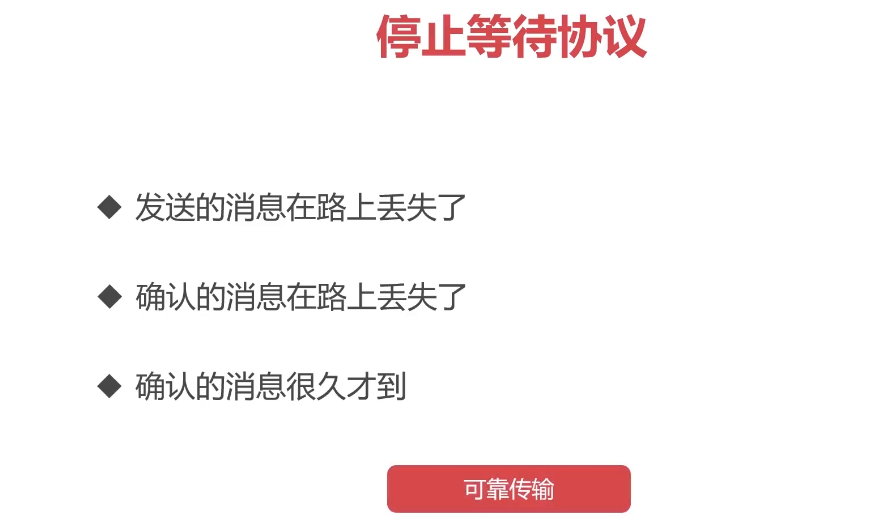 停止等待协议
◆ 发送的消息在路上丢失了
◆ 确认的消息在路上丢失了
◆ 确认的消息很久才到
可靠传输